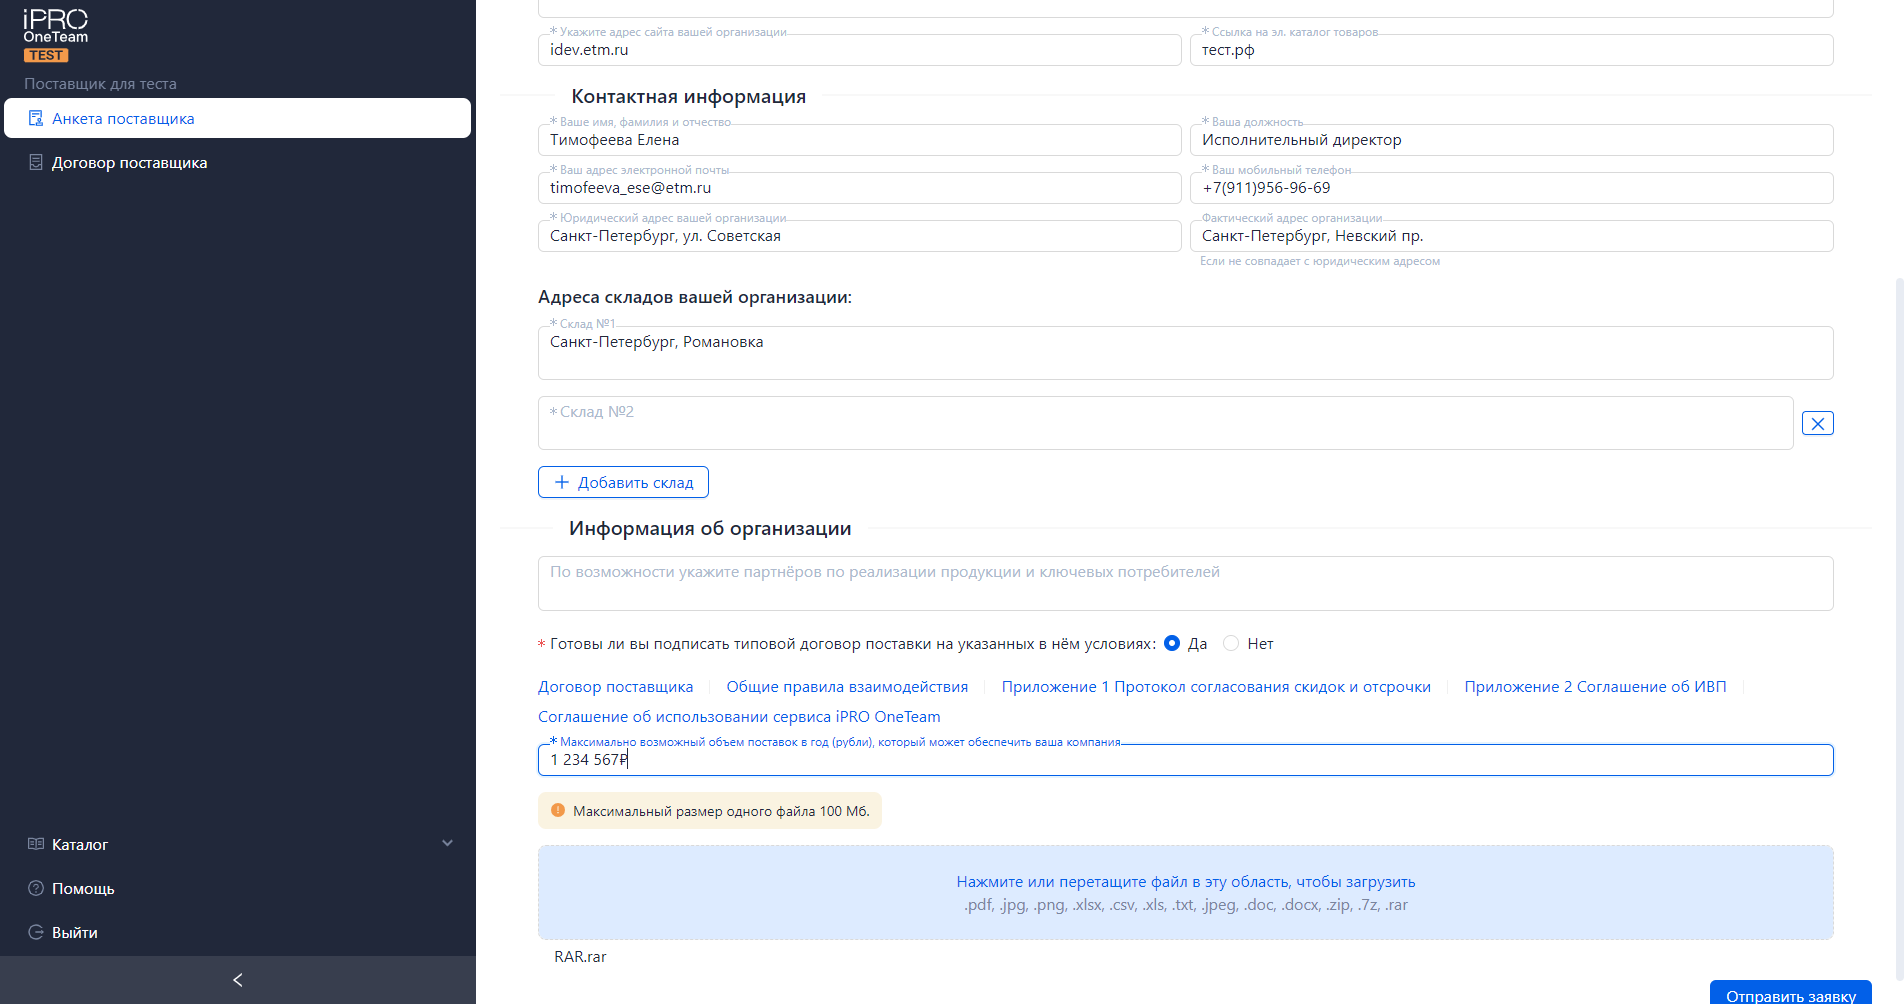 iPRO
OneTeam
TEST
Поставщик для теста
Анкета поставщика
Договор поставщика
Каталог
Помощь
Выйти
* Укажите адрес сайта вашей организации
idev.etm.ru
* Ссылка на эл. каталог товаров
тест.рф
Контактная информация
* Ваше имя, фамилия и отчество
Тимофеева Елена
* Ваша должность
Исполнительный директор
* Ваш адрес электронной почты
timofeeva_ese@etm.ru
* Ваш мобильный телефон
+7(911)956-96-69
* Юридический адрес вашей организации
Санкт-Петербург, ул. Советская
Фактический адрес организации
Санкт-Петербург, Невский пр.
Если не совпадает с юридическим адресом
Адреса складов вашей организации:
* Склад №1
Санкт-Петербург, Романовка
* Склад №2
Добавить склад
Информация об организации
По возможности укажите партнёров по реализации продукции и ключевых потребителей
* Готовы ли вы подписать типовой договор поставки на указанных в нём условиях: Да Нет
Договор поставщика Общие правила взаимодействия Приложение 1 Протокол согласования скидок и отсрочки Приложение 2 Соглашение об ИВП
Соглашение об использовании сервиса iPRO OneTeam
* Максимально возможный объем поставок в год (рубли), который может обеспечить ваша компания
1 234 567₽
Максимальный размер одного файла 100 Мб.
Нажмите или перетащите файл в эту область, чтобы загрузить
.pdf, .jpg, .png, .xlsx, .csv, .xls, .txt, .jpeg, .doc, .docx, .zip, .7z, .rar
RAR.rar
Отправить заявку